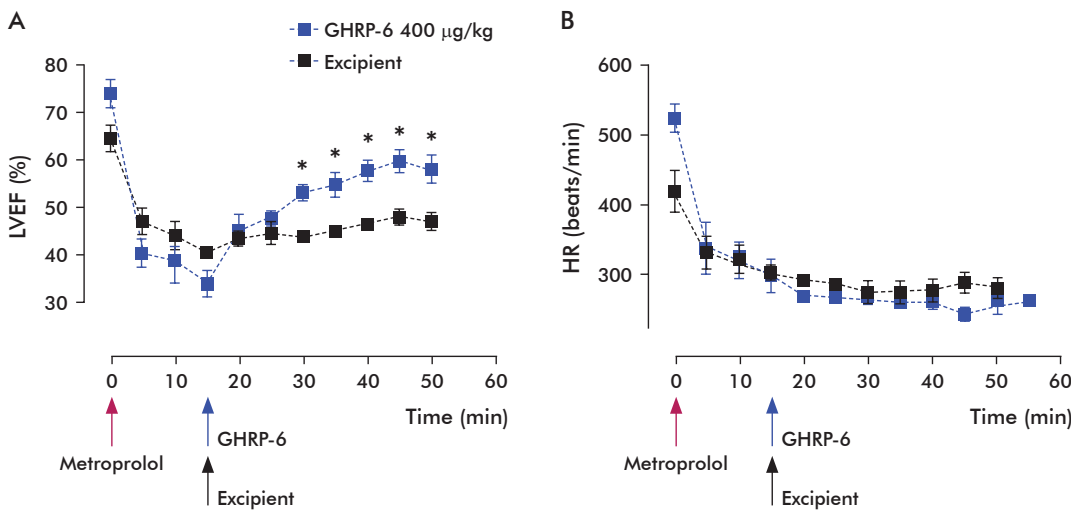 A
GHRP-6 400 μg/kg
Excipient
LVEF (%)
80
70
60
50
40
30
* * * * *
0 10 20 30 40 50 60
Time (min)
GHRP-6
Metroprolol
Excipient
B
HR (beats/min)
600
500
400
300
0 10 20 30 40 50 60
Time (min)
GHRP-6
Metroprolol
Excipient